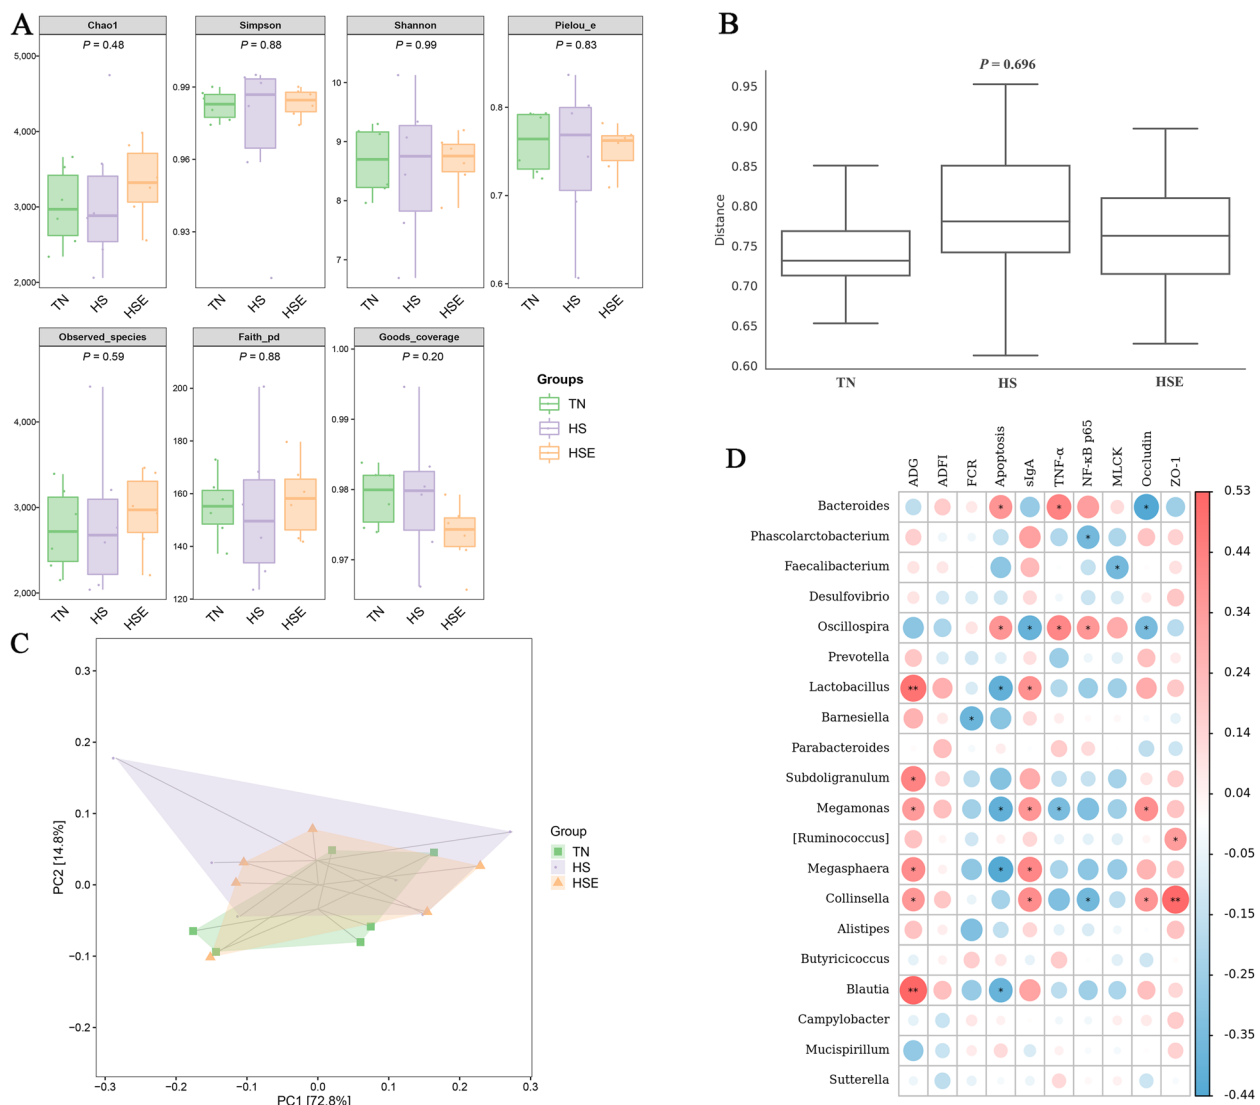 A
Chao1
P = 0.48
5,000
4,000
3,000
2,000
TN
HS
HSE
Simpson
P = 0.88
0.99
0.96
0.93
TN
HS
HSE
Shannon
P = 0.99
10
9
8
7
TN
HS
HSE
Pielou_e
P = 0.83
0.8
0.7
0.6
TN
HS
HSE
Observed_species
P = 0.59
4,000
3,000
2,000
TN
HS
HSE
Faith_pd
P = 0.88
200
180
160
140
120
TN
HS
HSE
Goods_coverage
P = 0.20
1.00
0.99
0.98
0.97
TN
HS
HSE
Groups
TN
HS
HSE
B
P = 0.696
Distance
0.95
0.90
0.85
0.80
0.75
0.70
0.65
0.60
TN
HS
HSE
C
PC2 [14.8%]
0.3
0.2
0.1
0.0
−0.1
−0.2
−0.3
−0.2
−0.1
0.0
0.1
0.2
0.3
PC1 [72.8%]
Group
TN
HS
HSE
D
ADG
ADFI
FCR
Apoptosis
sIgA
TNF-α
NF-κB p65
MLCK
Occludin
ZO-1
Bacteroides * * *
Phascolarctobacterium *
Faecalibacterium *
Desulfovibrio
Oscillospira * * * * *
Prevotella
Lactobacillus ** * *
Barnesiella *
Parabacteroides
Subdoligranulum *
Megamonas * * * * *
[Ruminococcus] *
Megasphaera * * *
Collinsella * * * * **
Alistipes
Butyricicoccus
Blautia ** *
Campylobacter
Mucispirillum
Sutterella
0.53
0.44
0.34
0.24
0.14
0.04
-0.05
-0.15
-0.25
-0.35
-0.44